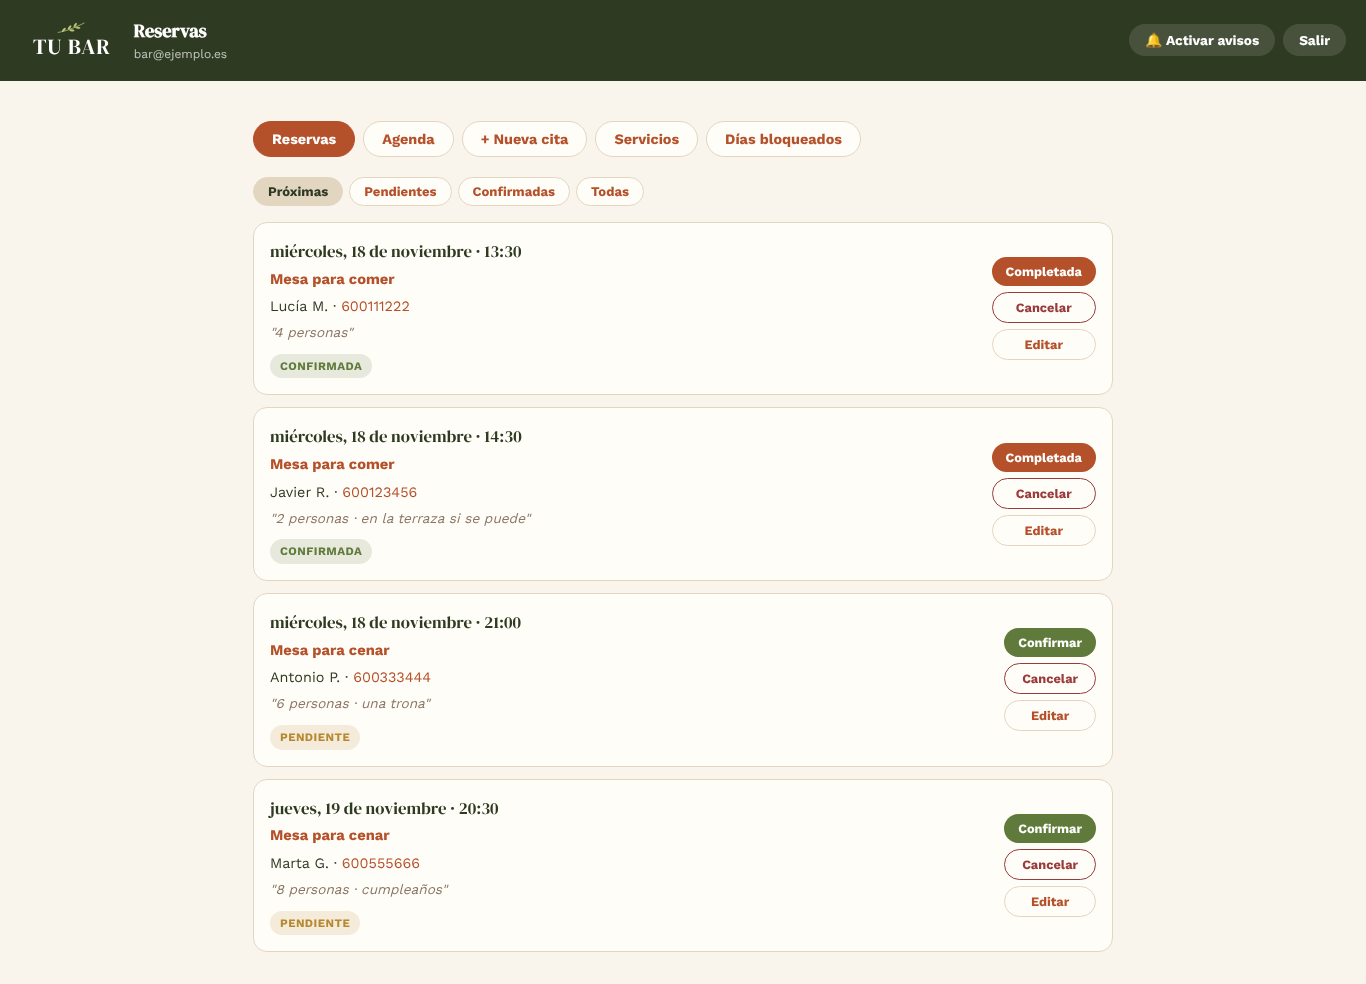 TU BAR
Reservas
bar@ejemplo.es
🔔 Activar avisos
Salir
Reservas
Agenda
+ Nueva cita
Servicios
Días bloqueados
Próximas
Pendientes
Confirmadas
Todas
miércoles, 18 de noviembre · 13:30
Mesa para comer
Lucía M. · 600111222
"4 personas"
CONFIRMADA
Completada
Cancelar
Editar
miércoles, 18 de noviembre · 14:30
Mesa para comer
Javier R. · 600123456
"2 personas · en la terraza si se puede"
CONFIRMADA
Completada
Cancelar
Editar
miércoles, 18 de noviembre · 21:00
Mesa para cenar
Antonio P. · 600333444
"6 personas · una trona"
PENDIENTE
Confirmar
Cancelar
Editar
jueves, 19 de noviembre · 20:30
Mesa para cenar
Marta G. · 600555666
"8 personas · cumpleaños"
PENDIENTE
Confirmar
Cancelar
Editar